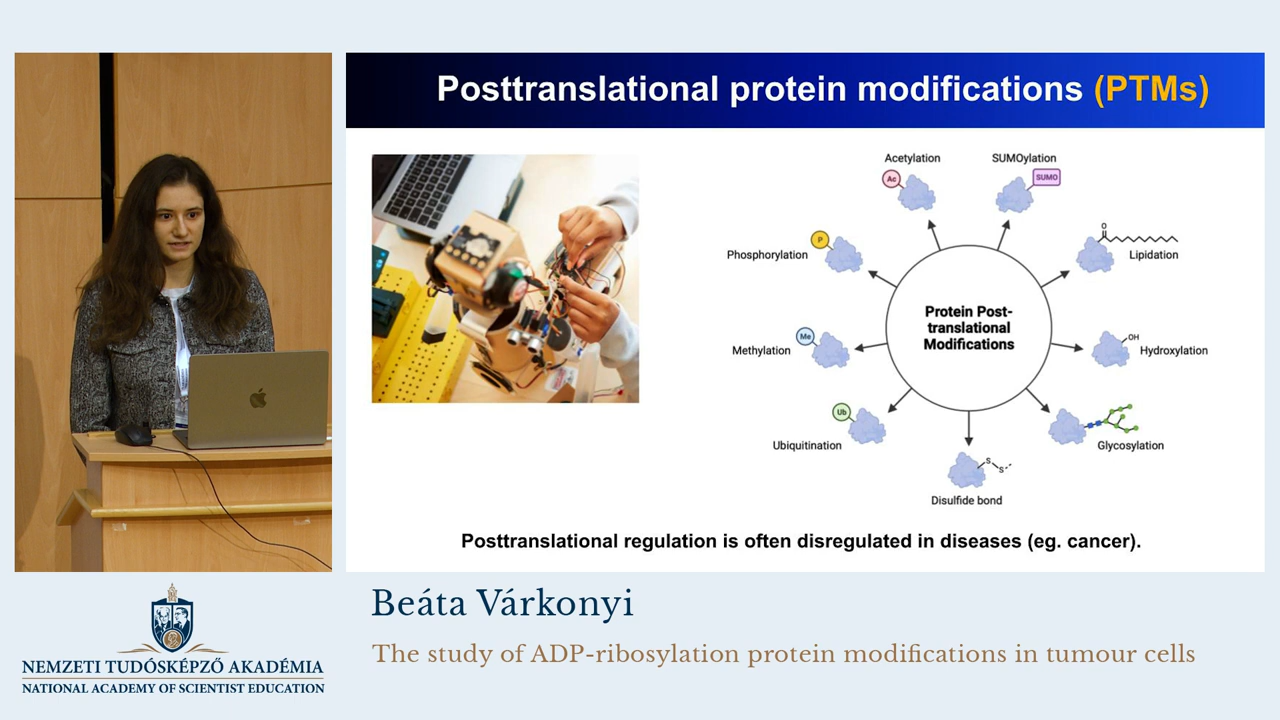 Posttranslational protein modifications (PTMs)
Acetylation
SUMOylation
Ac
SUMO
P
O
Phosphorylation
Lipidation
Protein Post-
translational
Modifications
Me
OH
Methylation
Hydroxylation
Ub
Ubiquitination
Glycosylation
S
S
Disulfide bond
Posttranslational regulation is often disregulated in diseases (eg. cancer).
Beáta Várkonyi
The study of ADP-ribosylation protein modifications in tumour cells
NEMZETI TUDÓSKÉPZŐ AKADÉMIA
NATIONAL ACADEMY OF SCIENTIST EDUCATION